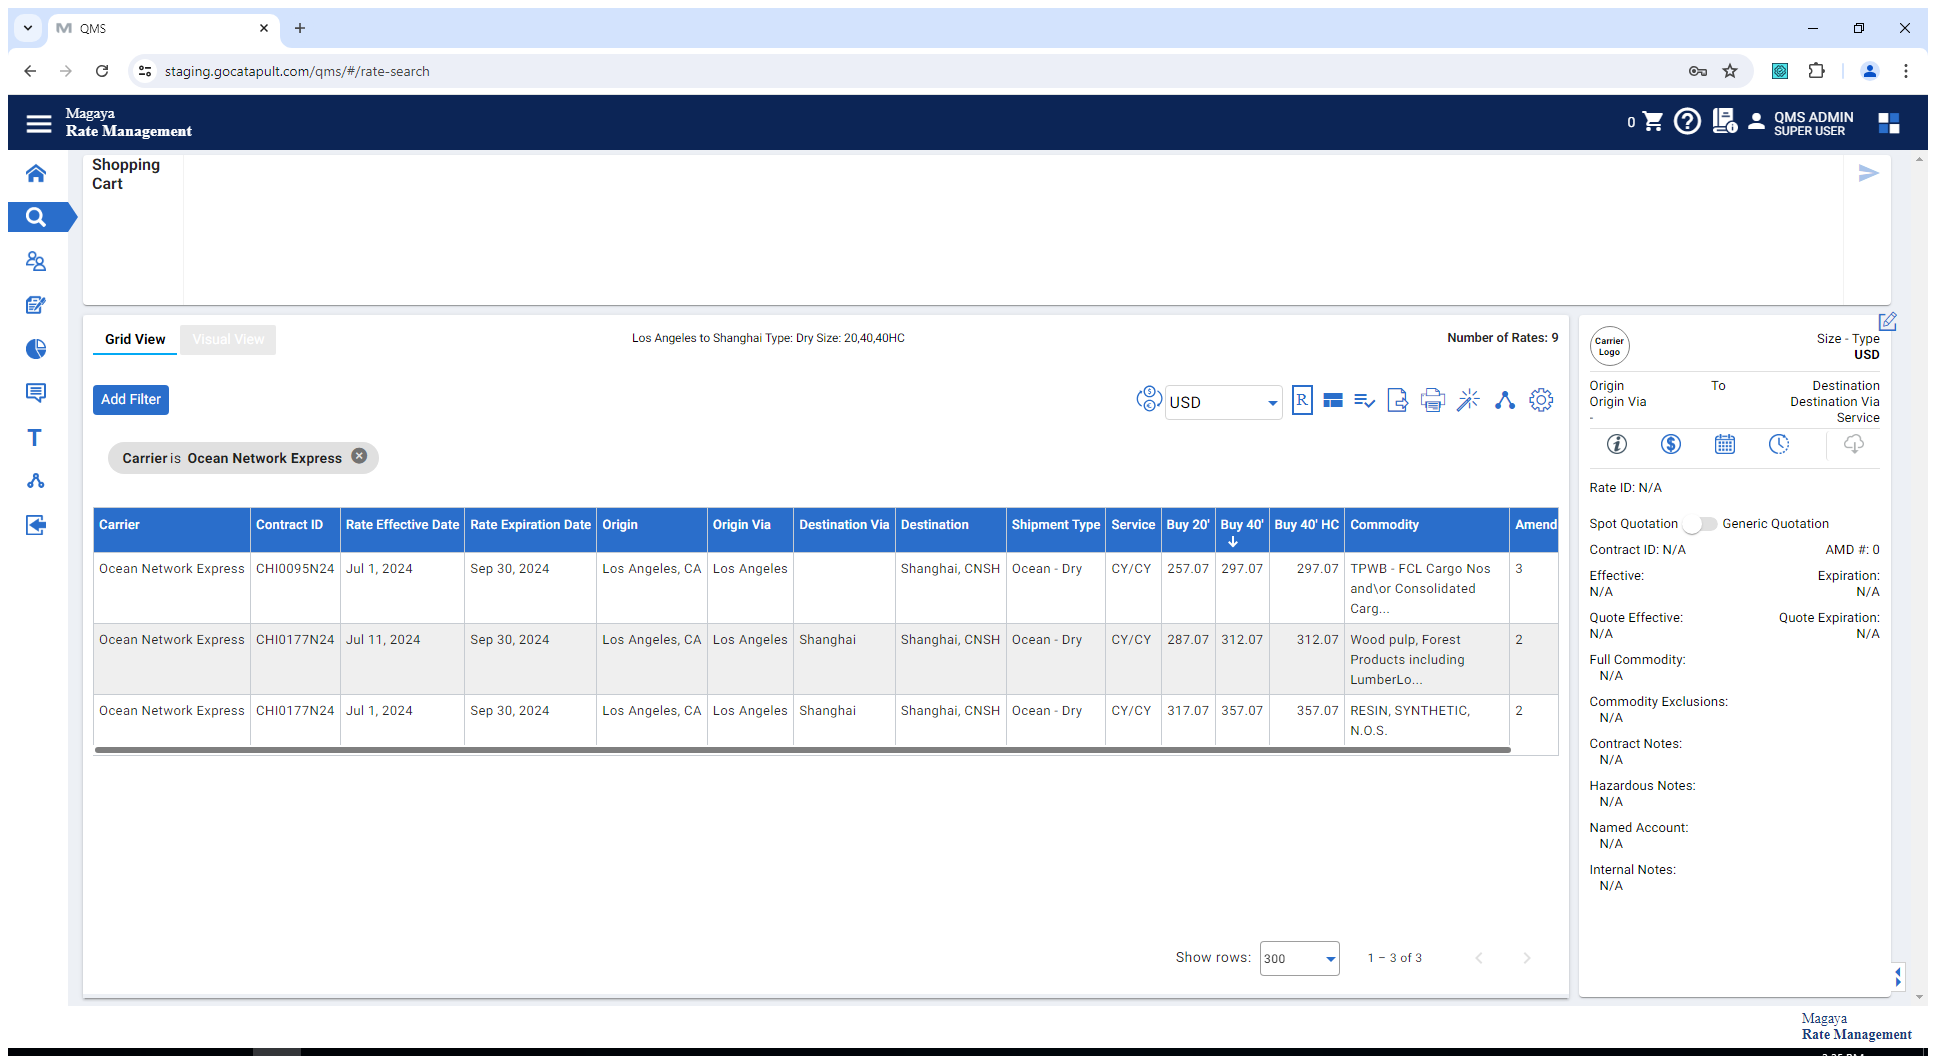 QMS
staging.gocatapult.com/qms/#/rate-search
Magaya
Rate Management
0
QMS ADMIN
SUPER USER
Shopping
Cart
Grid View
Visual View
Los Angeles to Shanghai Type: Dry Size: 20,40,40HC
Number of Rates: 9
Add Filter
USD
R
Carrier is Ocean Network Express
Carrier Contract ID Rate Effective Date Rate Expiration Date Origin Origin Via Destination Via Destination Shipment Type Service Buy 20' Buy 40' Buy 40' HC Commodity Amend
Ocean Network Express CHI0095N24 Jul 1, 2024 Sep 30, 2024 Los Angeles, CA Los Angeles Shanghai, CNSH Ocean - Dry CY/CY 257.07 297.07 297.07 TPWB - FCL Cargo Nos 3
and\or Consolidated
Carg...
Ocean Network Express CHI0177N24 Jul 11, 2024 Sep 30, 2024 Los Angeles, CA Los Angeles Shanghai Shanghai, CNSH Ocean - Dry CY/CY 287.07 312.07 312.07 Wood pulp, Forest 2
Products including
LumberLo...
Ocean Network Express CHI0177N24 Jul 1, 2024 Sep 30, 2024 Los Angeles, CA Los Angeles Shanghai Shanghai, CNSH Ocean - Dry CY/CY 317.07 357.07 357.07 RESIN, SYNTHETIC, 2
N.O.S.
Show rows: 300 1 – 3 of 3
Carrier
Logo
Size - Type
USD
Origin To Destination
Origin Via Destination Via
- Service
Rate ID: N/A
Spot Quotation Generic Quotation
Contract ID: N/A AMD #: 0
Effective: Expiration:
N/A N/A
Quote Effective: Quote Expiration:
N/A N/A
Full Commodity:
N/A
Commodity Exclusions:
N/A
Contract Notes:
N/A
Hazardous Notes:
N/A
Named Account:
N/A
Internal Notes:
N/A
Magaya
Rate Management